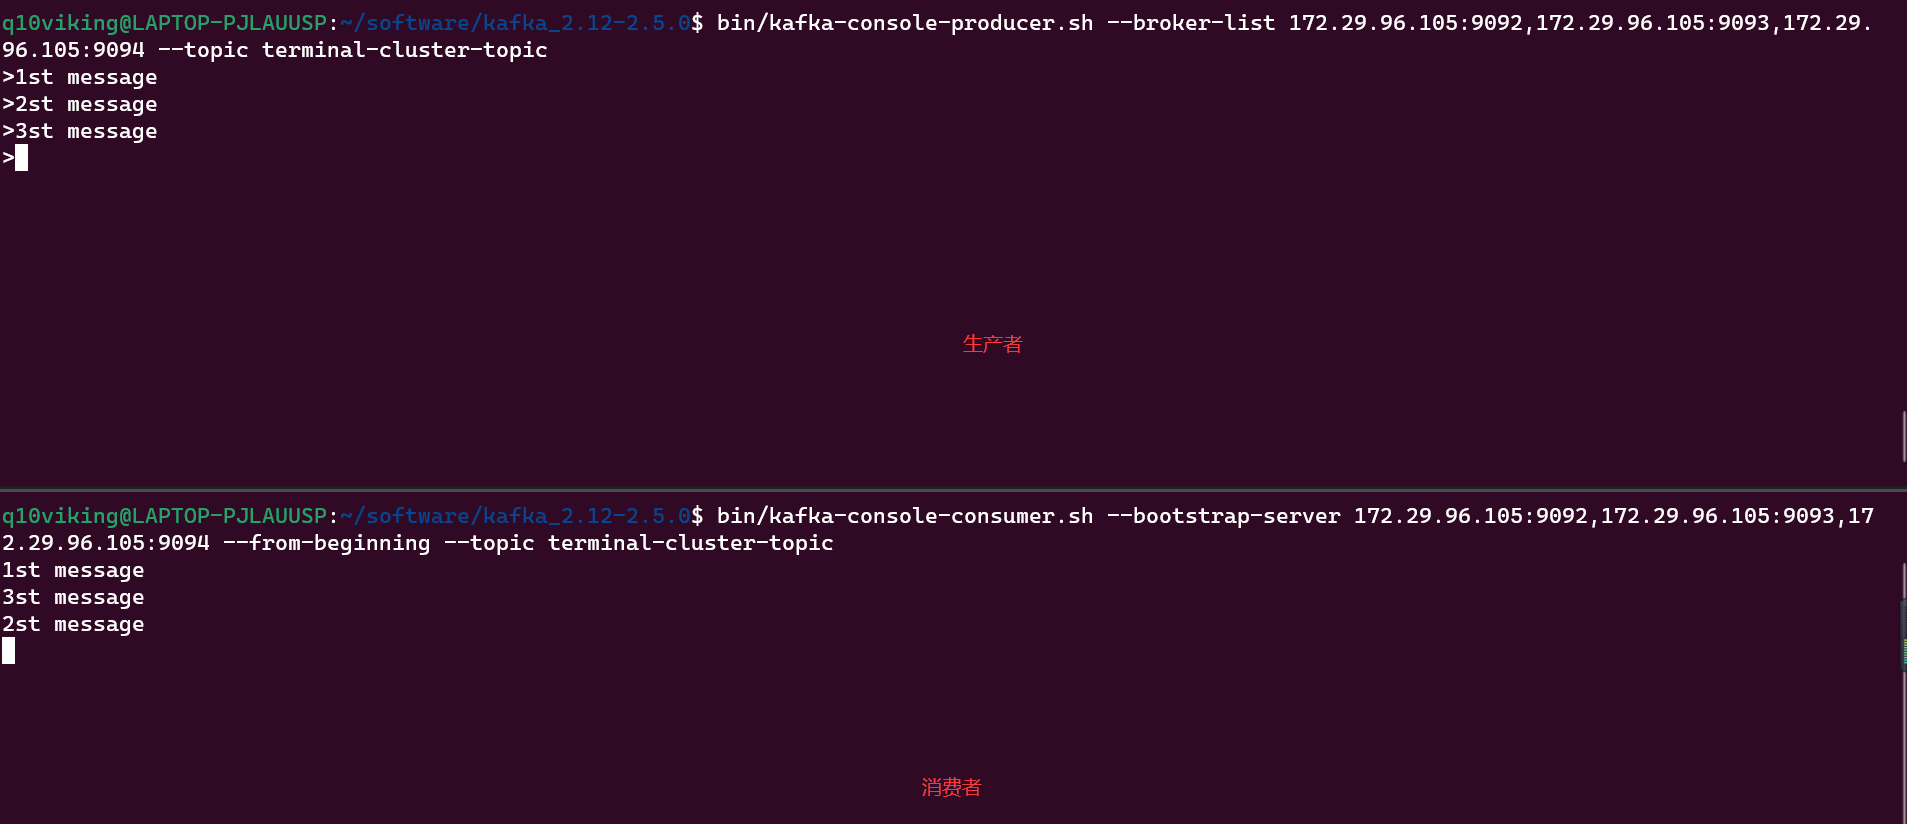 q10viking@LAPTOP-PJLAUUSP:~/software/kafka_2.12-2.5.0$ bin/kafka-console-producer.sh --broker-list 172.29.96.105:9092,172.29.96.105:9093,172.29.
96.105:9094 --topic terminal-cluster-topic
>1st message
>2st message
>3st message
>
生产者
q10viking@LAPTOP-PJLAUUSP:~/software/kafka_2.12-2.5.0$ bin/kafka-console-consumer.sh --bootstrap-server 172.29.96.105:9092,172.29.96.105:9093,17
2.29.96.105:9094 --from-beginning --topic terminal-cluster-topic
1st message
3st message
2st message
消费者